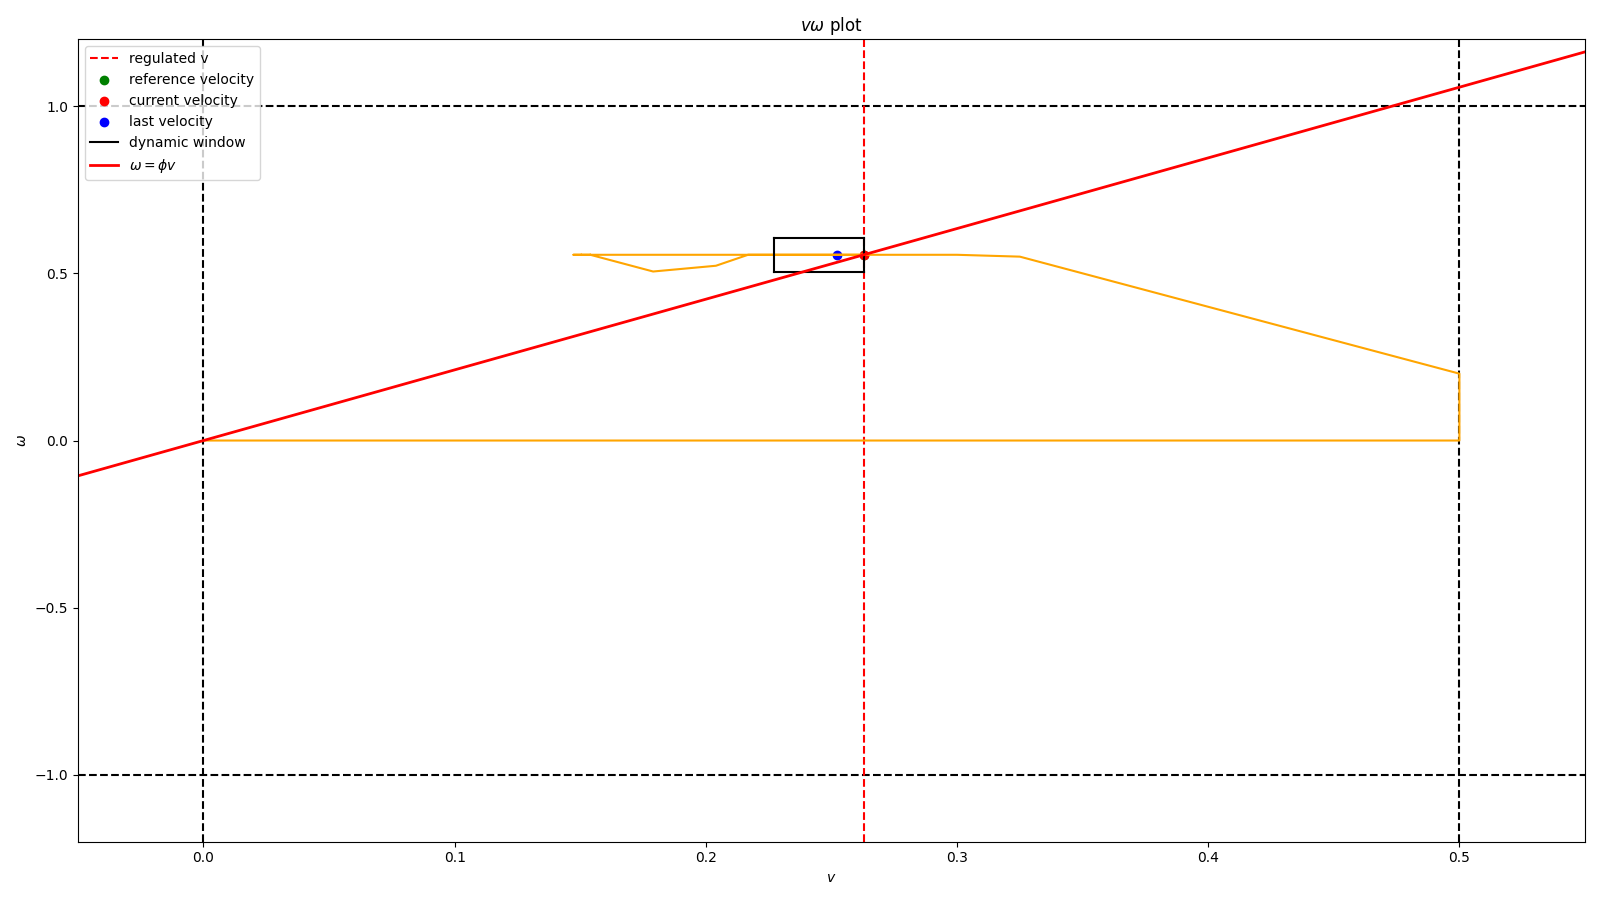 vω plot
regulated v
reference velocity
current velocity
last velocity
dynamic window
ω = ϕv
1.0
0.5
0.0
−0.5
−1.0
ω
0.0
0.1
0.2
0.3
0.4
0.5
v